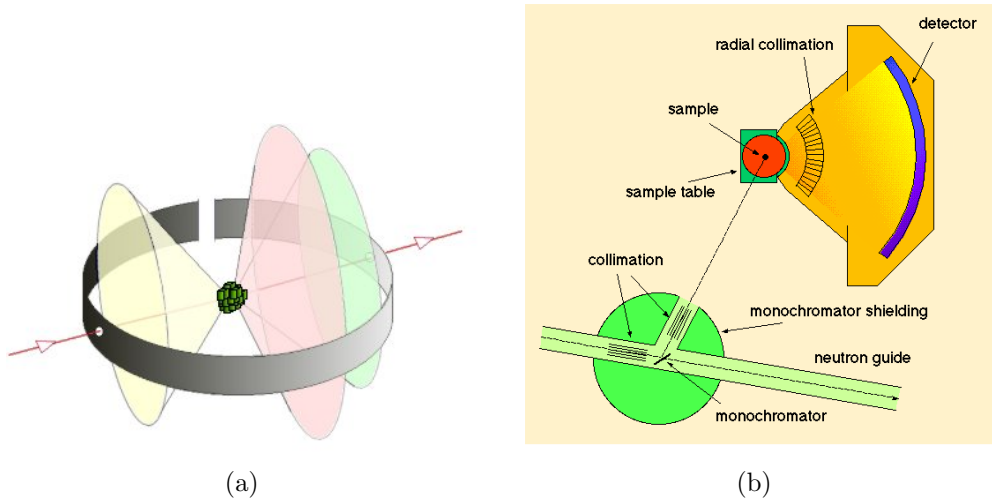 detector
radial collimation
sample
sample table
collimation
monochromator shielding
neutron guide
monochromator
(a)
(b)